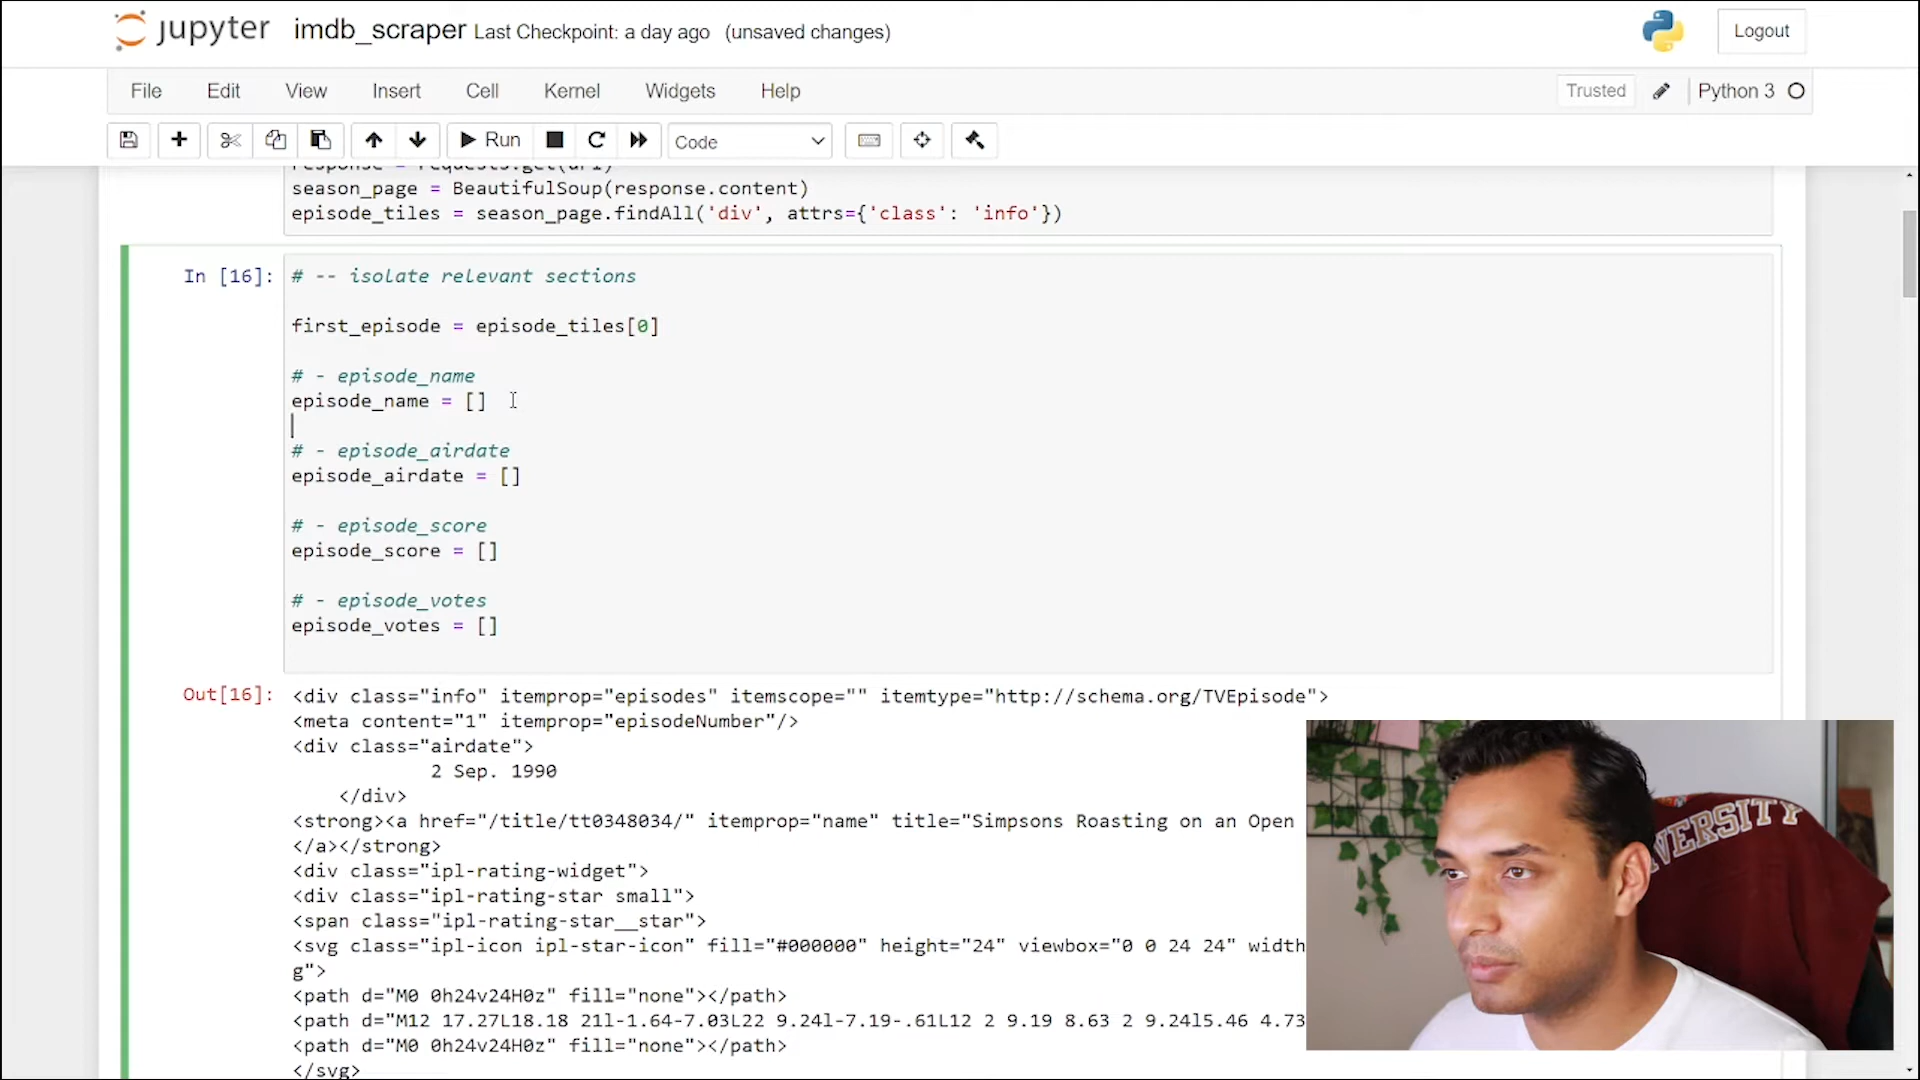 jupyter imdb_scraper Last Checkpoint: a day ago (unsaved changes) Logout
File Edit View Insert Cell Kernel Widgets Help Trusted Python 3
Run Code
response = requests.get(url)
season_page = BeautifulSoup(response.content)
episode_tiles = season_page.findAll('div', attrs={'class': 'info'})
In [16]: # -- isolate relevant sections
first_episode = episode_tiles[0]
# - episode_name
episode_name = []
# - episode_airdate
episode_airdate = []
# - episode_score
episode_score = []
# - episode_votes
episode_votes = []
Out[16]: <div class="info" itemprop="episodes" itemscope="" itemtype="http://schema.org/TVEpisode">
<meta content="1" itemprop="episodeNumber"/>
<div class="airdate">
2 Sep. 1990
</div>
<strong><a href="/title/tt0348034/" itemprop="name" title="Simpsons Roasting on an Open
</a></strong>
<div class="ipl-rating-widget">
<div class="ipl-rating-star small">
<span class="ipl-rating-star__star">
<svg class="ipl-icon ipl-star-icon" fill="#000000" height="24" viewbox="0 0 24 24" width
g">
<path d="M0 0h24v24H0z" fill="none"></path>
<path d="M12 17.27L18.18 21l-1.64-7.03L22 9.24l-7.19-.61L12 2 9.19 8.63 2 9.24l5.46 4.73
<path d="M0 0h24v24H0z" fill="none"></path>
</svg>
VERSITY